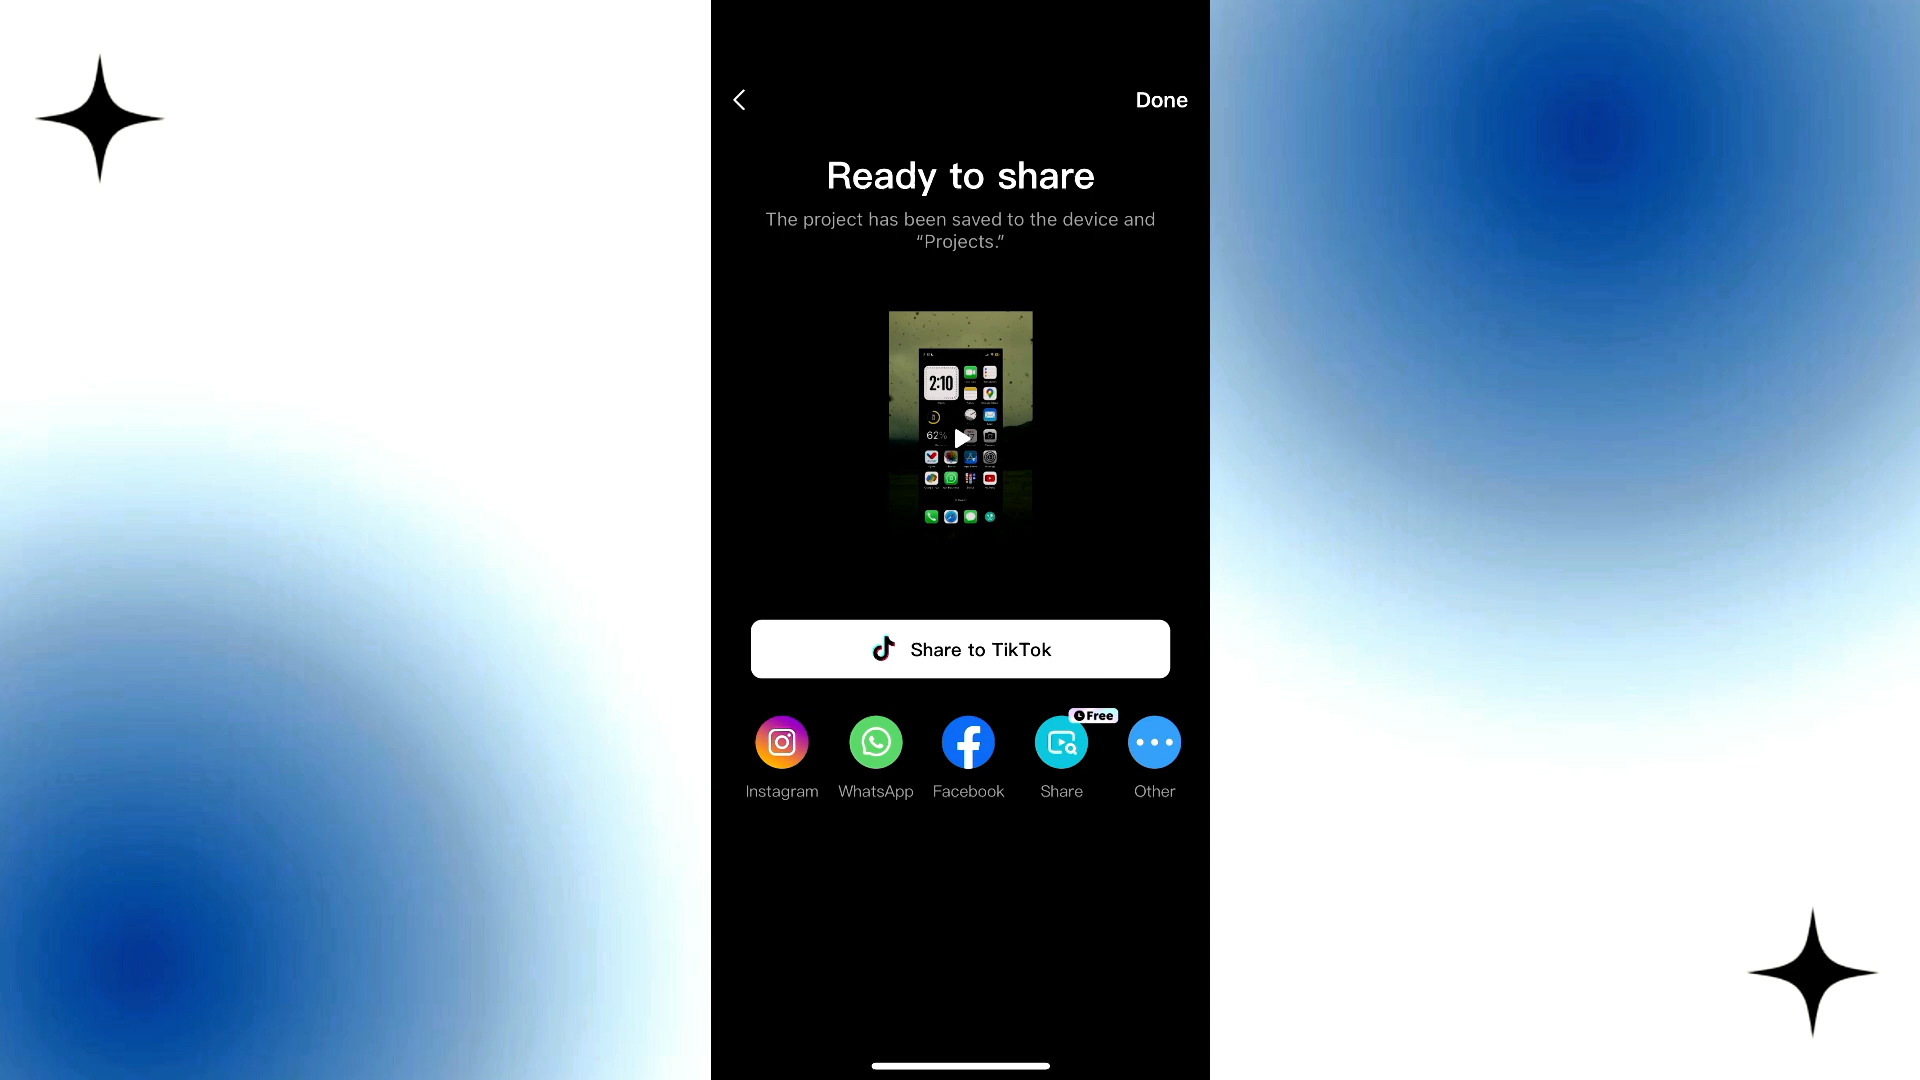 Done
Ready to share
The project has been saved to the device and
“Projects.”
2:10
62%
Share to TikTok
Free
Instagram
WhatsApp
Facebook
Share
Other